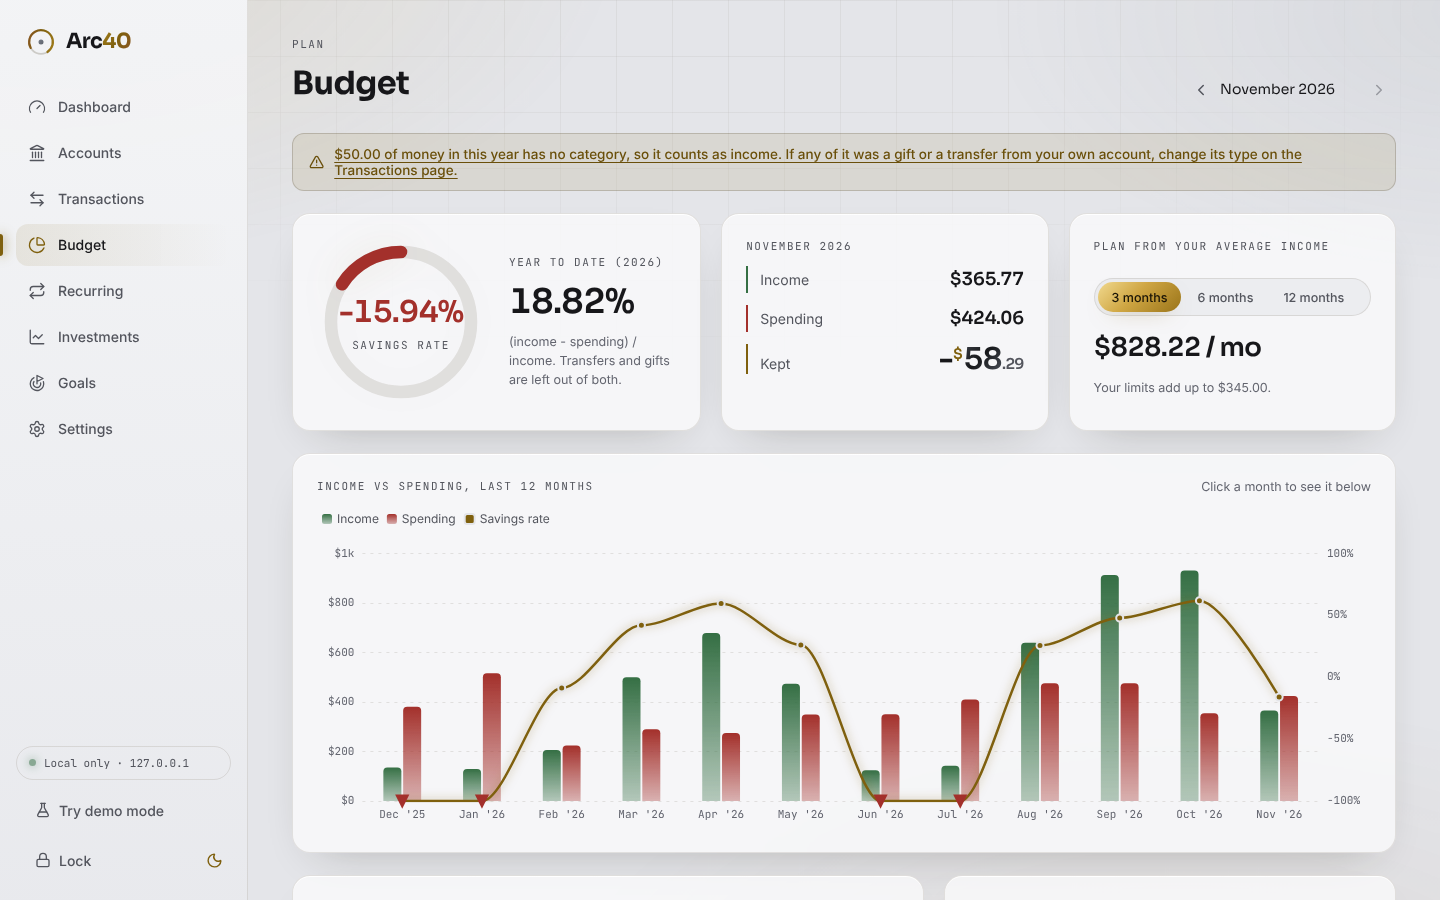 Arc40
Dashboard
Accounts
Transactions
Budget
Recurring
Investments
Goals
Settings
Local only · 127.0.0.1
Try demo mode
Lock
PLAN
Budget
November 2026
$50.00 of money in this year has no category, so it counts as income. If any of it was a gift or a transfer from your own account, change its type on the
Transactions page.
-15.94%
SAVINGS RATE
YEAR TO DATE (2026)
18.82%
(income - spending) /
income. Transfers and gifts
are left out of both.
NOVEMBER 2026
Income $365.77
Spending $424.06
Kept -$58.29
PLAN FROM YOUR AVERAGE INCOME
3 months 6 months 12 months
$828.22 / mo
Your limits add up to $345.00.
INCOME VS SPENDING, LAST 12 MONTHS
Click a month to see it below
Income Spending Savings rate
$1k 100%
$800
50%
$600
0%
$400
-50%
$200
$0 -100%
Dec '25 Jan '26 Feb '26 Mar '26 Apr '26 May '26 Jun '26 Jul '26 Aug '26 Sep '26 Oct '26 Nov '26